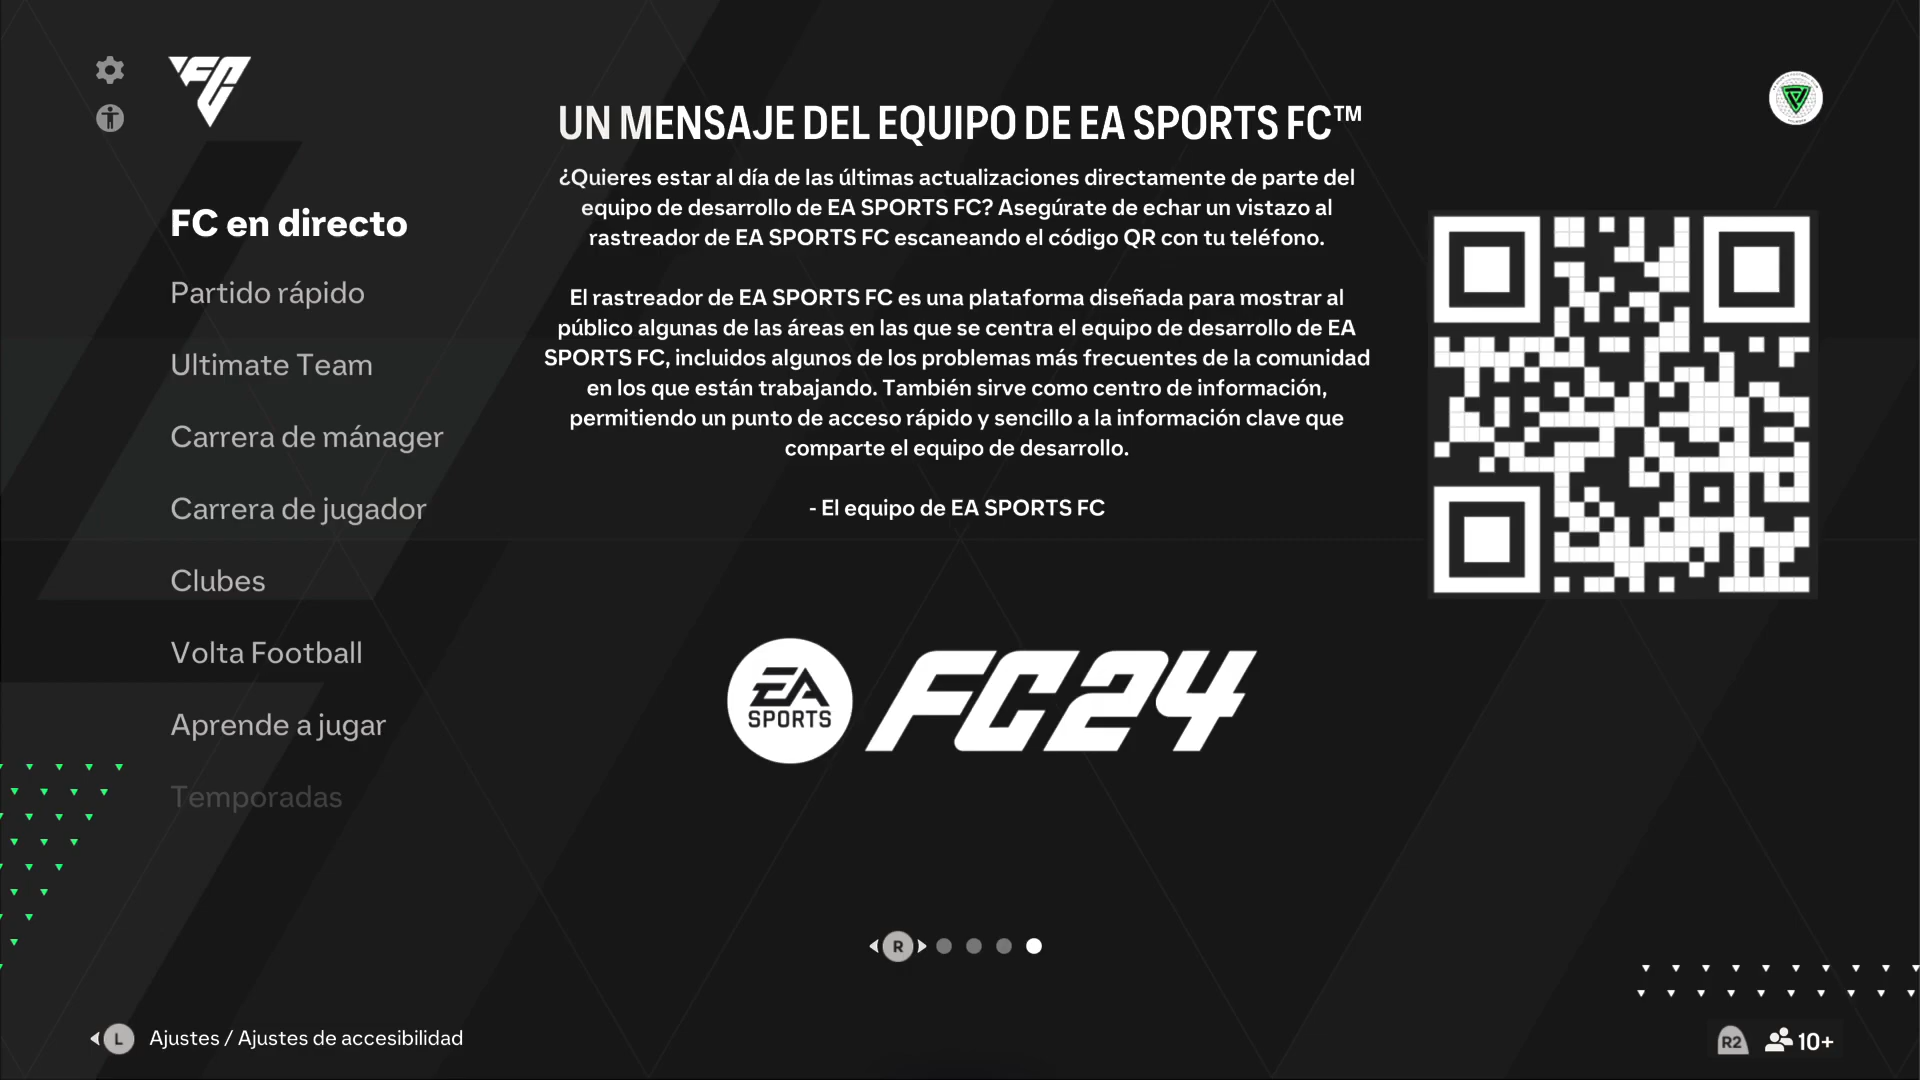 FC
UN MENSAJE DEL EQUIPO DE EA SPORTS FC™
¿Quieres estar al día de las últimas actualizaciones directamente de parte del
equipo de desarrollo de EA SPORTS FC? Asegúrate de echar un vistazo al
rastreador de EA SPORTS FC escaneando el código QR con tu teléfono.
El rastreador de EA SPORTS FC es una plataforma diseñada para mostrar al
público algunas de las áreas en las que se centra el equipo de desarrollo de EA
SPORTS FC, incluidos algunos de los problemas más frecuentes de la comunidad
en los que están trabajando. También sirve como centro de información,
permitiendo un punto de acceso rápido y sencillo a la información clave que
comparte el equipo de desarrollo.
- El equipo de EA SPORTS FC
FC en directo
Partido rápido
Ultimate Team
Carrera de mánager
Carrera de jugador
Clubes
Volta Football
Aprende a jugar
Temporadas
EA
SPORTS
FC24
R
L Ajustes / Ajustes de accesibilidad
R2 10+